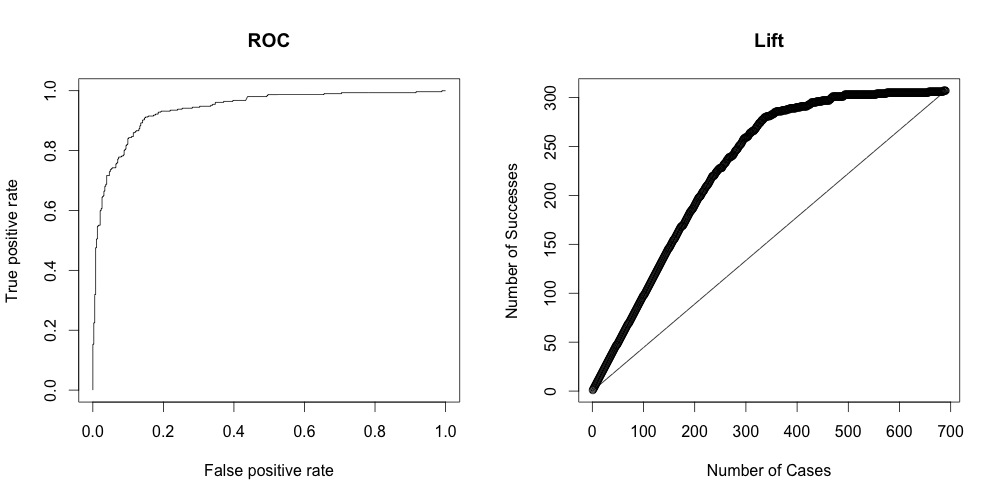 ROC
True positive rate
1.0
0.8
0.6
0.4
0.2
0.0
0.0 0.2 0.4 0.6 0.8 1.0
False positive rate
Lift
Number of Successes
300
250
200
150
100
50
0
0 100 200 300 400 500 600 700
Number of Cases